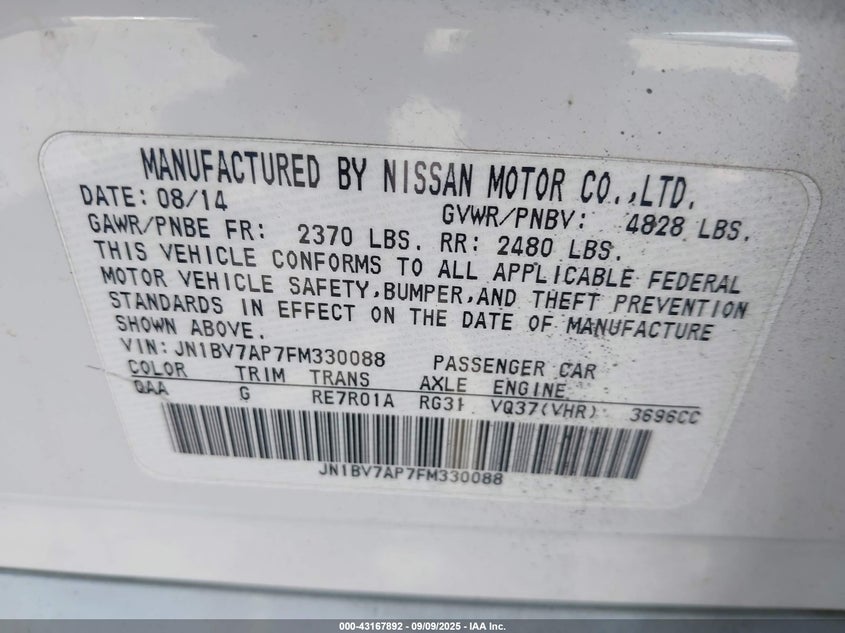 MANUFACTURED BY NISSAN MOTOR CO.,LTD.
DATE: 08/14 GVWR/PNBV: 4828 LBS.
GAWR/PNBE FR: 2370 LBS. RR: 2480 LBS.
THIS VEHICLE CONFORMS TO ALL APPLICABLE FEDERAL
MOTOR VEHICLE SAFETY,BUMPER,AND THEFT PREVENTION
STANDARDS IN EFFECT ON THE DATE OF MANUFACTURE
SHOWN ABOVE.
VIN: JN1BV7AP7FM330088 PASSENGER CAR
COLOR TRIM TRANS AXLE ENGINE
QAA G RE7R01A RG31 VQ37(VHR) 3696CC
JN1BV7AP7FM330088
000-43167892 - 09/09/2025 - IAA Inc.